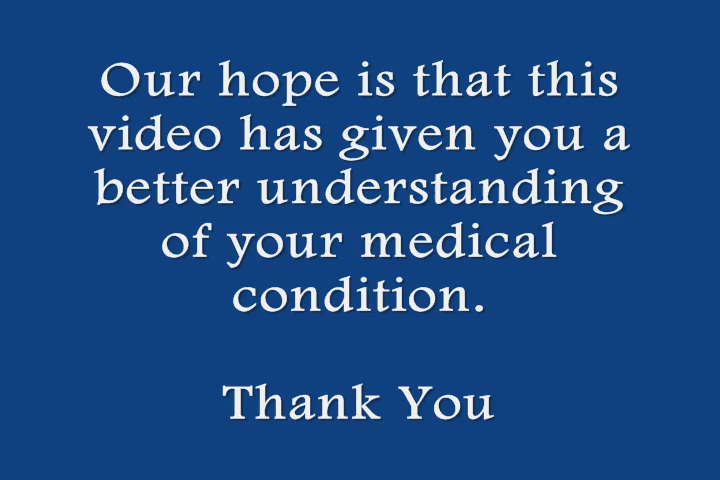 Our hope is that this
video has given you a
better understanding
of your medical
condition.
Thank You